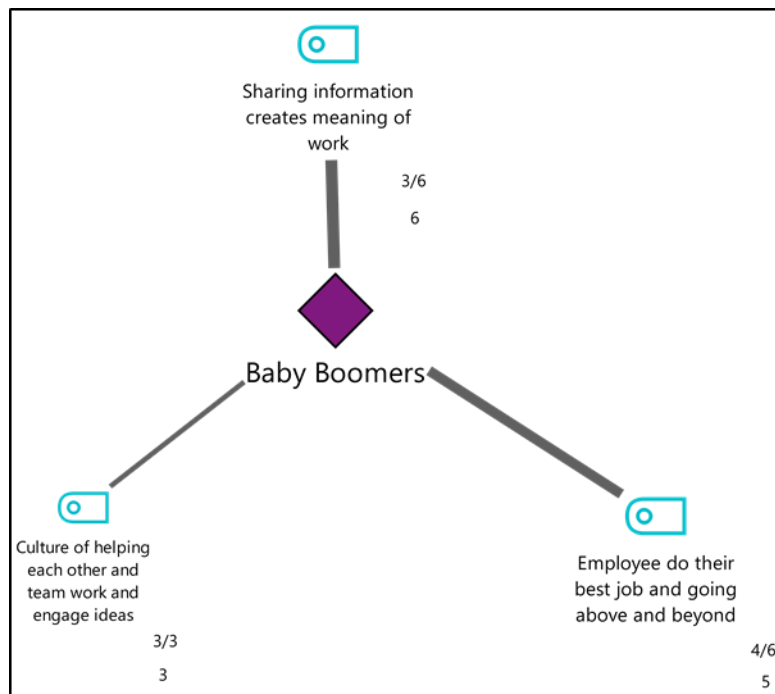 Sharing information
creates meaning of
work
3/6
6
Baby Boomers
Culture of helping
each other and
team work and
engage ideas
3/3
3
Employee do their
best job and going
above and beyond
4/6
5